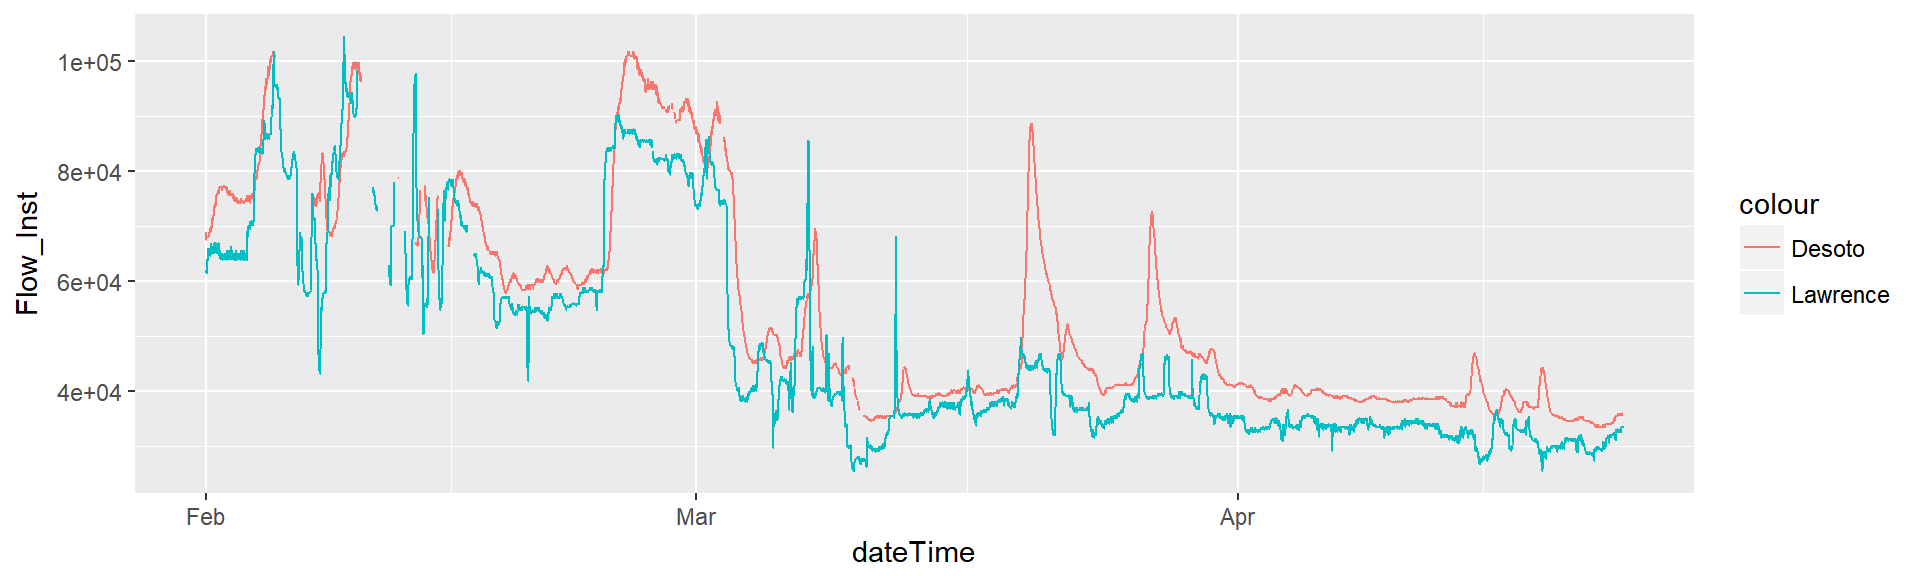 1e+05
8e+04
6e+04
4e+04
Flow_Inst
Feb
Mar
Apr
dateTime
colour
Desoto
Lawrence